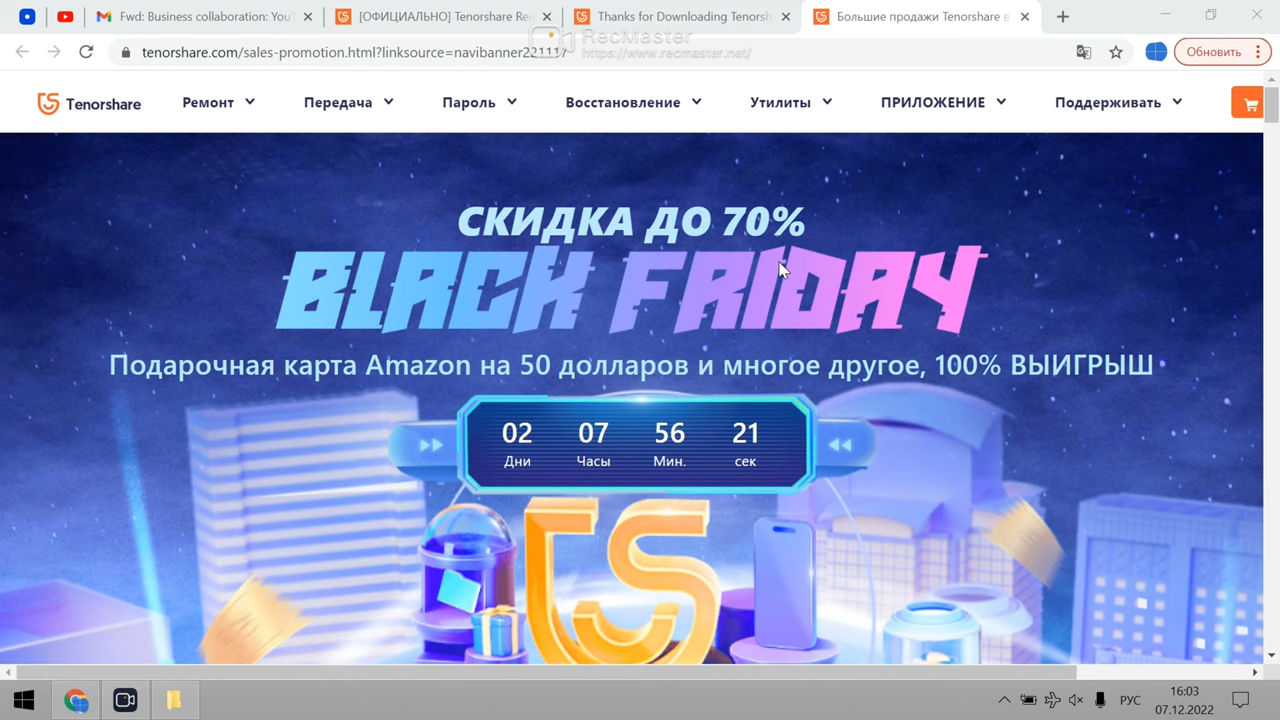 Fwd: Business collaboration: YouT
[ОФИЦИАЛЬНО] Tenorshare Rei
Thanks for Downloading Tenorsh
Большие продажи Tenorshare в
RecMaster
https://www.recmaster.net/
tenorshare.com/sales-promotion.html?linksource=navibanner221117
Обновить
Tenorshare
Ремонт
Передача
Пароль
Восстановление
Утилиты
ПРИЛОЖЕНИЕ
Поддерживать
СКИДКА ДО 70%
BLACK FRIDAY
Подарочная карта Amazon на 50 долларов и многое другое, 100% ВЫИГРЫШ
02 07 56 21
Дни Часы Мин. сек
РУС
16:03
07.12.2022